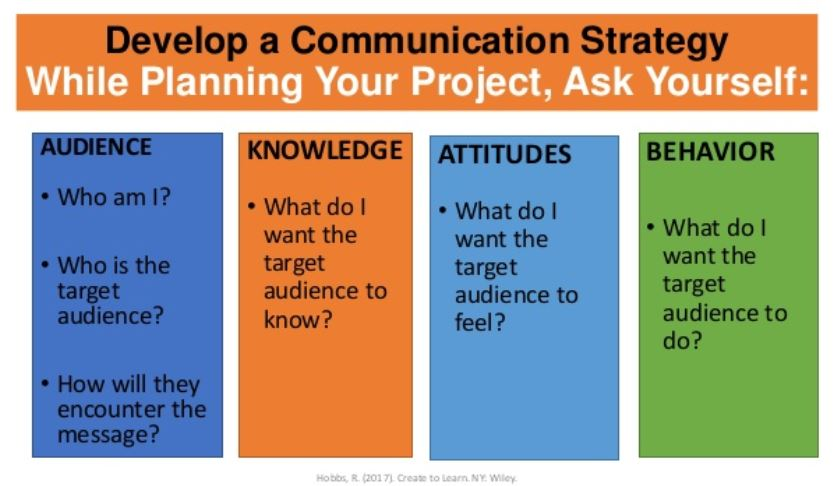 Develop a Communication Strategy
While Planning Your Project, Ask Yourself:
AUDIENCE
• Who am I?
• Who is the
target
audience?
• How will they
encounter the
message?
KNOWLEDGE
• What do I
want the
target
audience to
know?
ATTITUDES
• What do I
want the
target
audience to
feel?
BEHAVIOR
• What do I
want the
target
audience to
do?
Hobbs, R. (2017). Create to Learn. NY: Wiley.